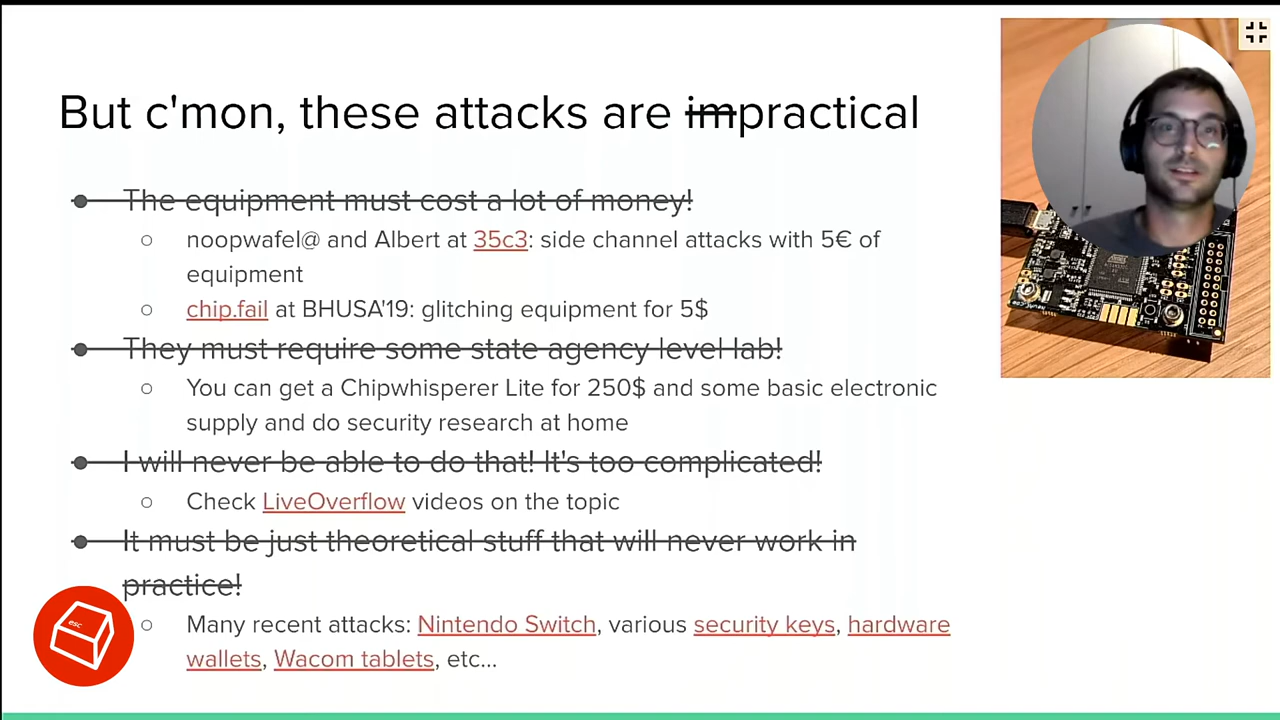 But c'mon, these attacks are impractical
The equipment must cost a lot of money!
noopwafel@ and Albert at 35c3: side channel attacks with 5€ of
equipment
chip.fail at BHUSA'19: glitching equipment for 5$
They must require some state agency level lab!
You can get a Chipwhisperer Lite for 250$ and some basic electronic
supply and do security research at home
I will never be able to do that! It's too complicated!
Check LiveOverflow videos on the topic
It must be just theoretical stuff that will never work in
practice!
Many recent attacks: Nintendo Switch, various security keys, hardware
wallets, Wacom tablets, etc...
esc